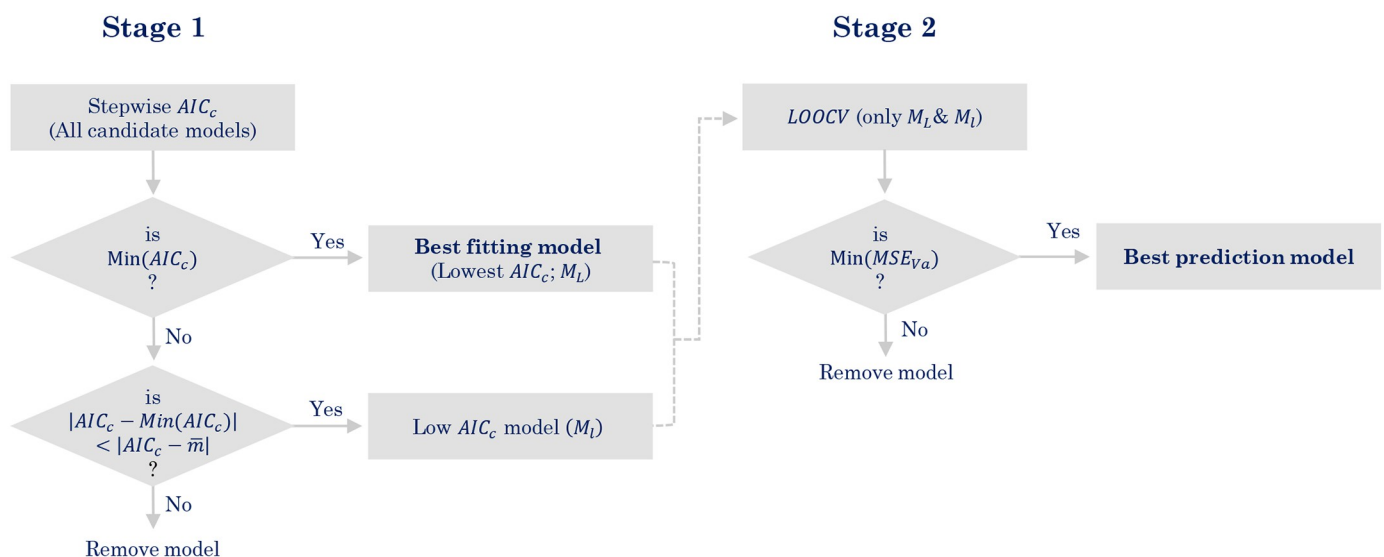 Stage 1
Stepwise AIC_c
(All candidate models)
is
Min(AIC_c)
?
Yes
Best fitting model
(Lowest AIC_c; M_L)
No
is
|AIC_c − Min(AIC_c)|
< |AIC_c − m̅|
?
Yes
Low AIC_c model (M_l)
No
Remove model
Stage 2
LOOCV (only M_L& M_l)
is
Min(MSE_Va)
?
Yes
Best prediction model
No
Remove model